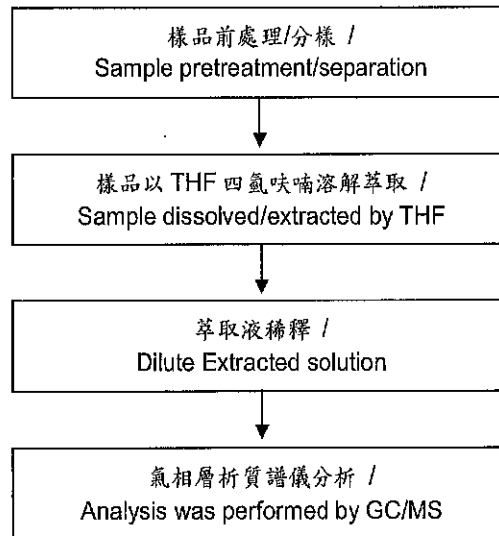 樣品前處理/分樣 /
Sample pretreatment/separation
樣品以 THF 四氫呋喃溶解萃取 /
Sample dissolved/extracted by THF
萃取液稀釋 /
Dilute Extracted solution
氣相層析質譜儀分析 /
Analysis was performed by GC/MS